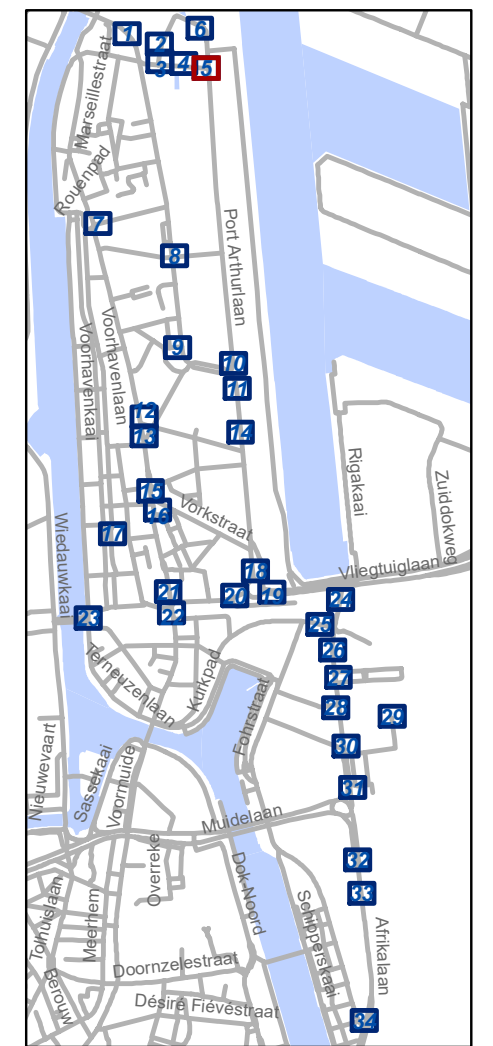 1
2
3
4
5
6
Marseillestraat
Rouenpad
7
8
Port Arthurlaan
Voorhavenkaai
Voorhavenlaan
9
10
11
12
13
14
15
16
17
Vorkstraat
Rigakaai
Zuiddokweg
Wiedauwkaai
Vliegtuiglaan
18
19
20
21
22
23
24
25
26
27
28
29
30
31
Terneuzenlaan
Kurkpad
Fohrstraat
Nieuwevaart
Sassekaai
Voormuide
Muidelaan
Overreke
Dok-Noord
32
33
Tolhuislaan
Meerhem
Schipperskaai
Afrikalaan
Doornzelestraat
Berouw
Désiré Fiévéstraat
34